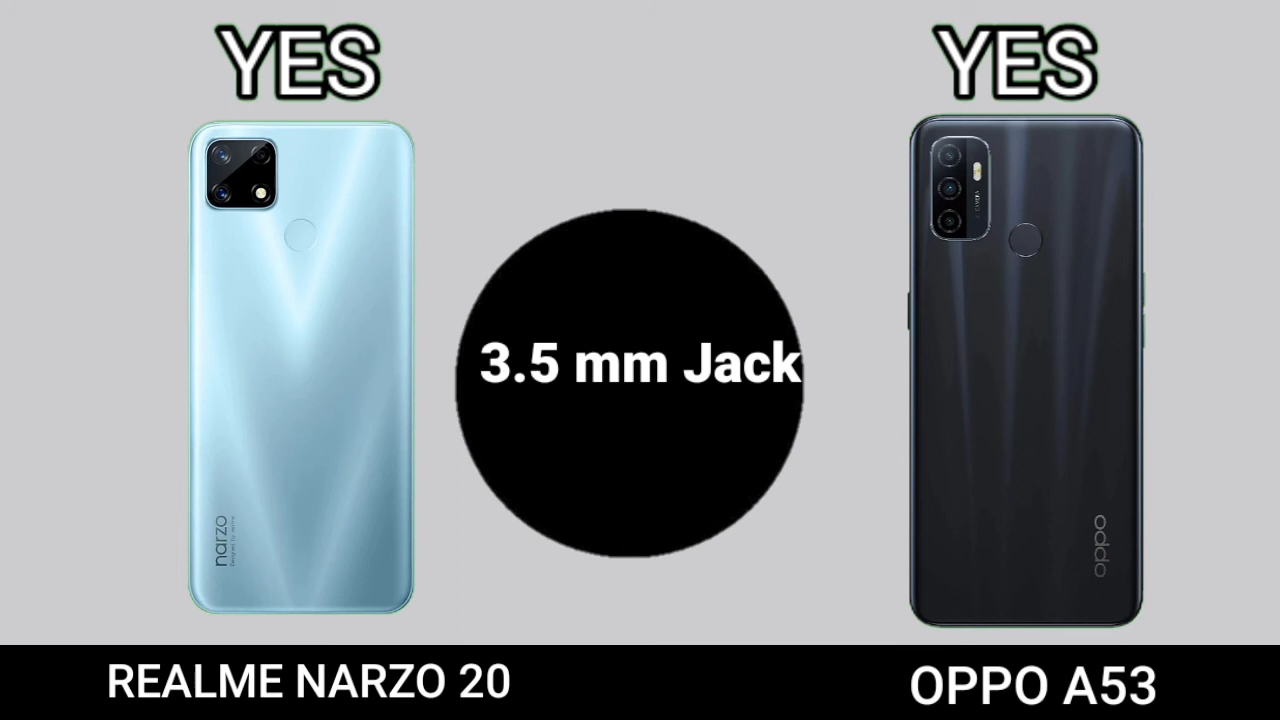 YES
YES
3.5 mm Jack
narzo
oppo
REALME NARZO 20
OPPO A53